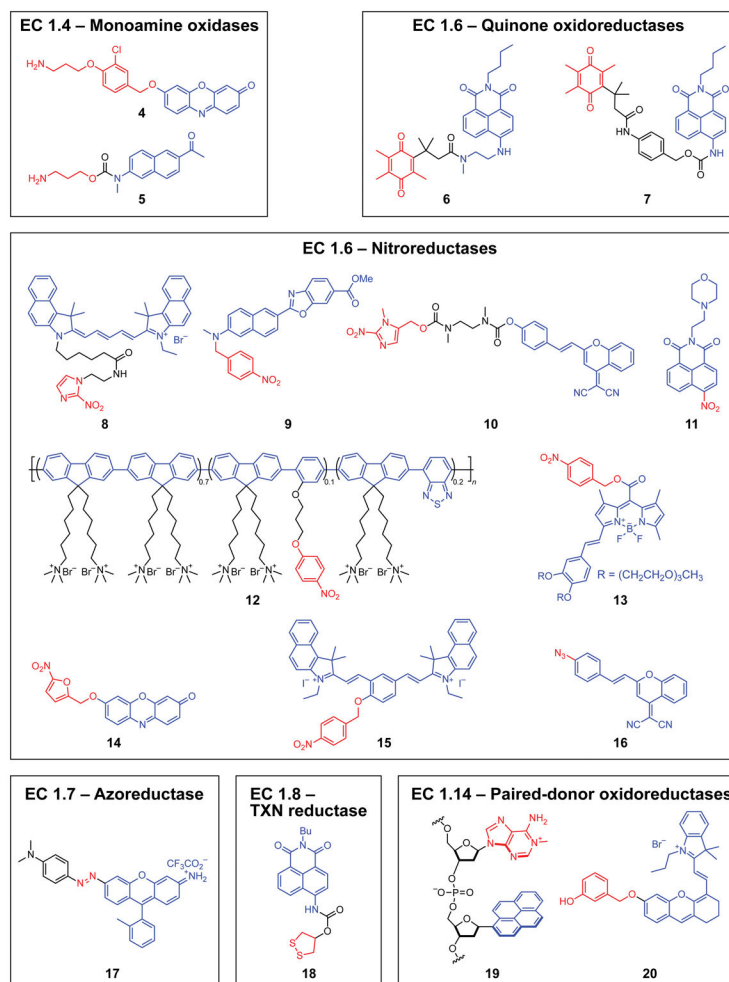 EC 1.4 – Monoamine oxidases
EC 1.6 – Quinone oxidoreductases
Cl
H2N
O
O
O
O
N
4
O
H2N
O
N
O
5
O
O
N
O
O
O
N
N
H
O
6
O
O
O
N
H
O
N
O
O
NH
O
7
EC 1.6 – Nitroreductases
N
N+
Br−
O
NH
N
N
NO2
8
OMe
O
N
O
N
NO2
9
O2N
N
N
O
O
N
N
O
O
O
NC
CN
10
O
N
N
O
O
NO2
11
0.7
0.1
0.2
n
O
O
NO2
N
S
N
N+
Br−
Br−
N+
N+
Br−
Br−
N+
N+
Br−
Br−
N+
N+
Br−
Br−
N+
12
O2N
O
O
N+
B−
N
F
F
RO
RO
R = (CH2CH2O)3CH3
13
O2N
O
O
O
O
N
14
I−
N+
N+
I−
O
O2N
15
N3
O
NC
CN
16
EC 1.7 – Azoreductase
N
N
N
O
CF3CO2−
NH2
+
17
EC 1.8 –
TXN reductase
Bu
O
N
O
HN
O
O
S
S
18
EC 1.14 – Paired-donor oxidoreductases
O
O
N
N
N
N+
NH2
O
−O
P
O
O
O
O
19
Br−
N+
HO
O
O
20